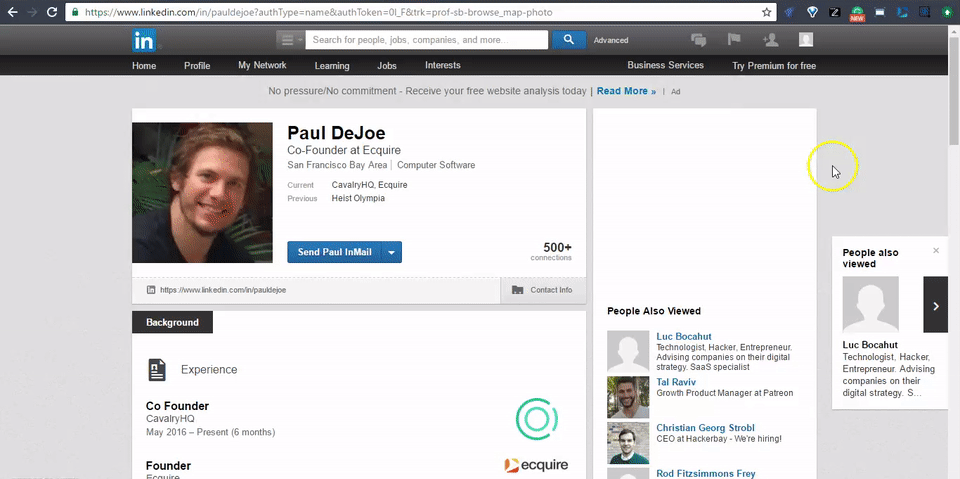 https://www.linkedin.com/in/pauldejoe?authType=name&authToken=0l_F&trk=prof-sb-browse_map-photo
NEW
in
Search for people, jobs, companies, and more...
Advanced
Home
Profile
My Network
Learning
Jobs
Interests
Business Services
Try Premium for free
No pressure/No commitment - Receive your free website analysis today | Read More » | Ad
Paul DeJoe
Co-Founder at Ecquire
San Francisco Bay Area | Computer Software
Current CavalryHQ, Ecquire
Previous Heist Olympia
Send Paul InMail
500+
connections
https://www.linkedin.com/in/pauldejoe
Contact Info
Background
Experience
Co Founder
CavalryHQ
May 2016 – Present (6 months)
Founder
Ecquire
ecquire
People Also Viewed
Luc Bocahut
Technologist, Hacker, Entrepreneur.
Advising companies on their digital
strategy. SaaS specialist
Tal Raviv
Growth Product Manager at Patreon
Christian Georg Strobl
CEO at Hackerbay - We're hiring!
Rod Fitzsimmons Frey
People also
viewed
Luc Bocahut
Technologist, Hacker,
Entrepreneur. Advising
companies on their
digital strategy. S...